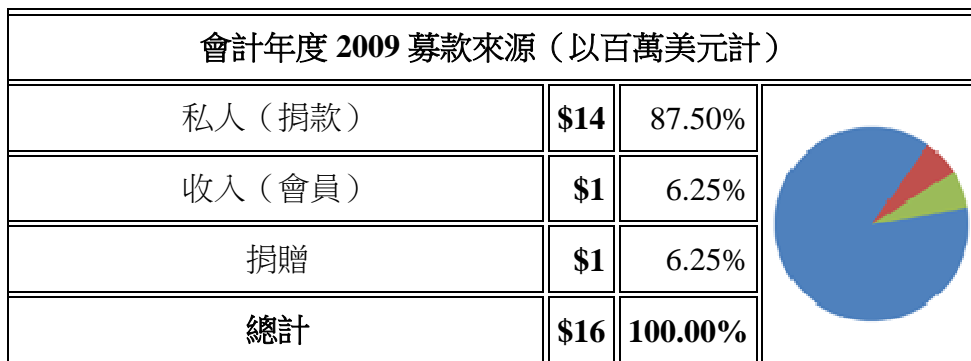 會計年度 2009 募款來源（以百萬美元計）
私人（捐款） $14 87.50%
收入（會員） $1 6.25%
捐贈 $1 6.25%
總計 $16 100.00%